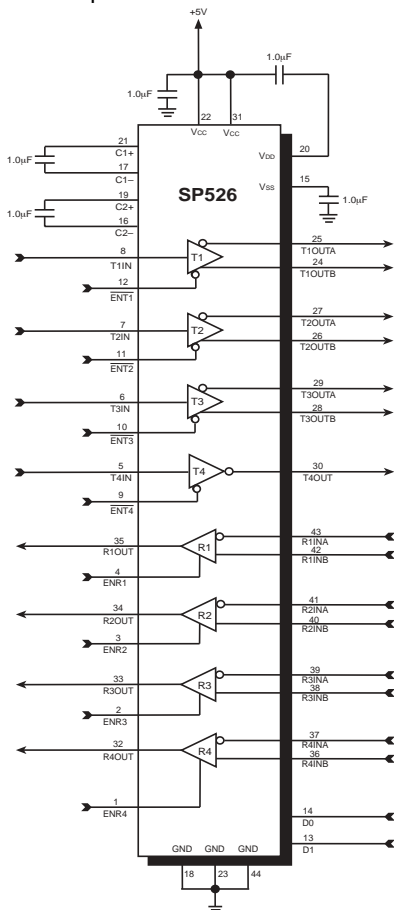 +5V
1.0µF
1.0µF
22
31
VCC
VCC
21
C1+
1.0µF
17
C1–
19
C2+
1.0µF
16
C2–
SP526
VDD
20
VSS
15
1.0µF
8
T1IN
12
ENT1
T1
25
T1OUTA
24
T1OUTB
7
T2IN
11
ENT2
T2
27
T2OUTA
26
T2OUTB
6
T3IN
10
ENT3
T3
29
T3OUTA
28
T3OUTB
5
T4IN
9
ENT4
T4
30
T4OUT
35
R1OUT
4
ENR1
R1
43
R1INA
42
R1INB
34
R2OUT
3
ENR2
R2
41
R2INA
40
R2INB
33
R3OUT
2
ENR3
R3
39
R3INA
38
R3INB
32
R4OUT
1
ENR4
R4
37
R4INA
36
R4INB
14
D0
13
D1
GND GND GND
18 23 44